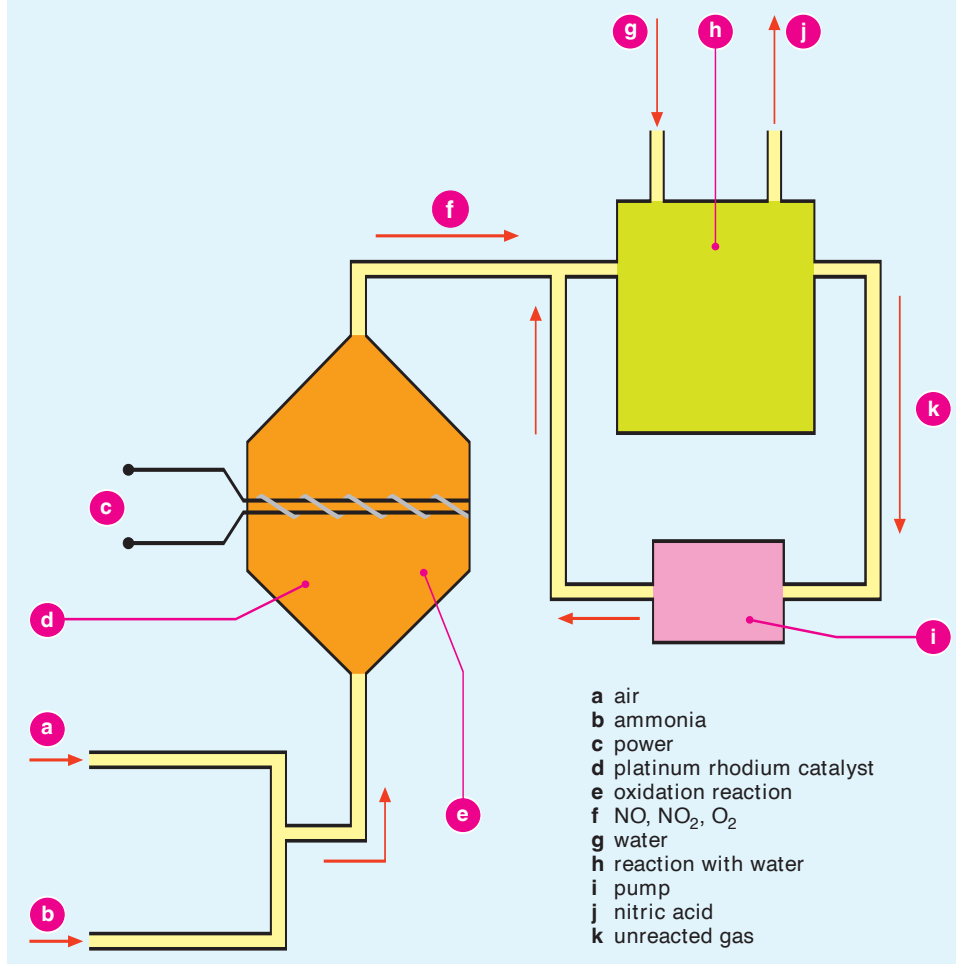 g
h
j
f
k
c
d
i
a
e
b
a air
b ammonia
c power
d platinum rhodium catalyst
e oxidation reaction
f NO, NO₂, O₂
g water
h reaction with water
i pump
j nitric acid
k unreacted gas